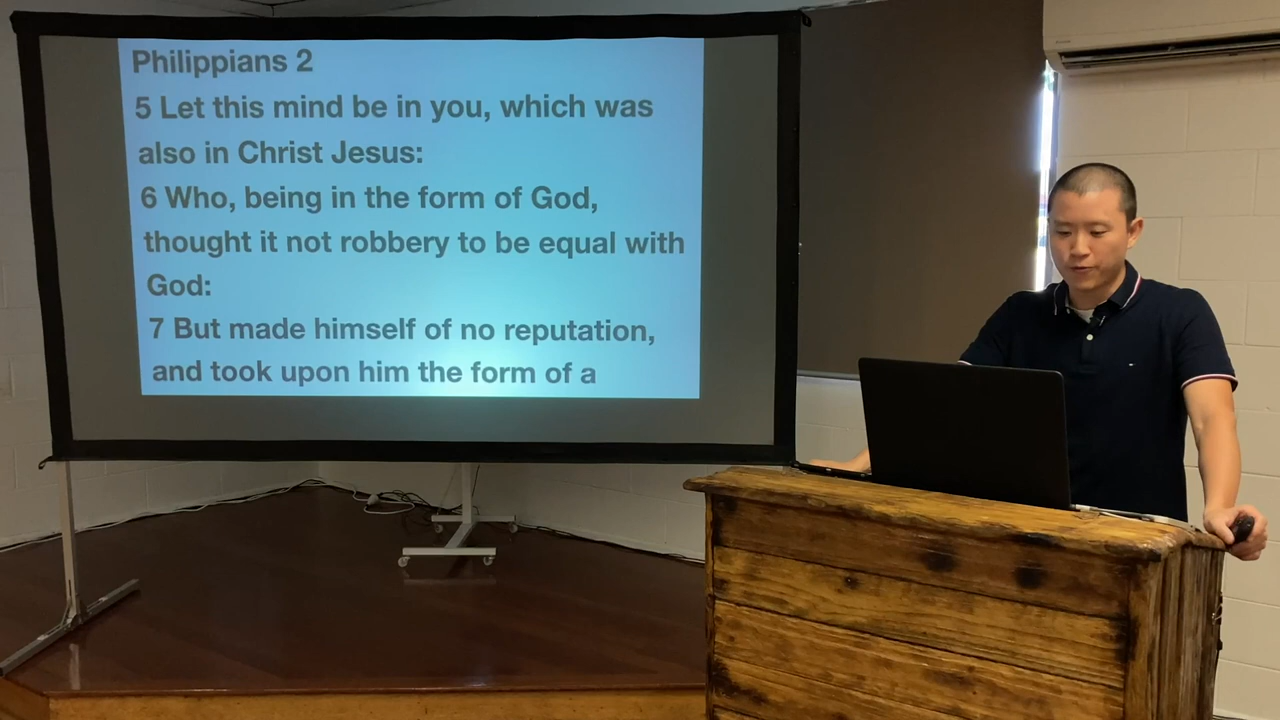 Philippians 2
5 Let this mind be in you, which was
also in Christ Jesus:
6 Who, being in the form of God,
thought it not robbery to be equal with
God:
7 But made himself of no reputation,
and took upon him the form of a